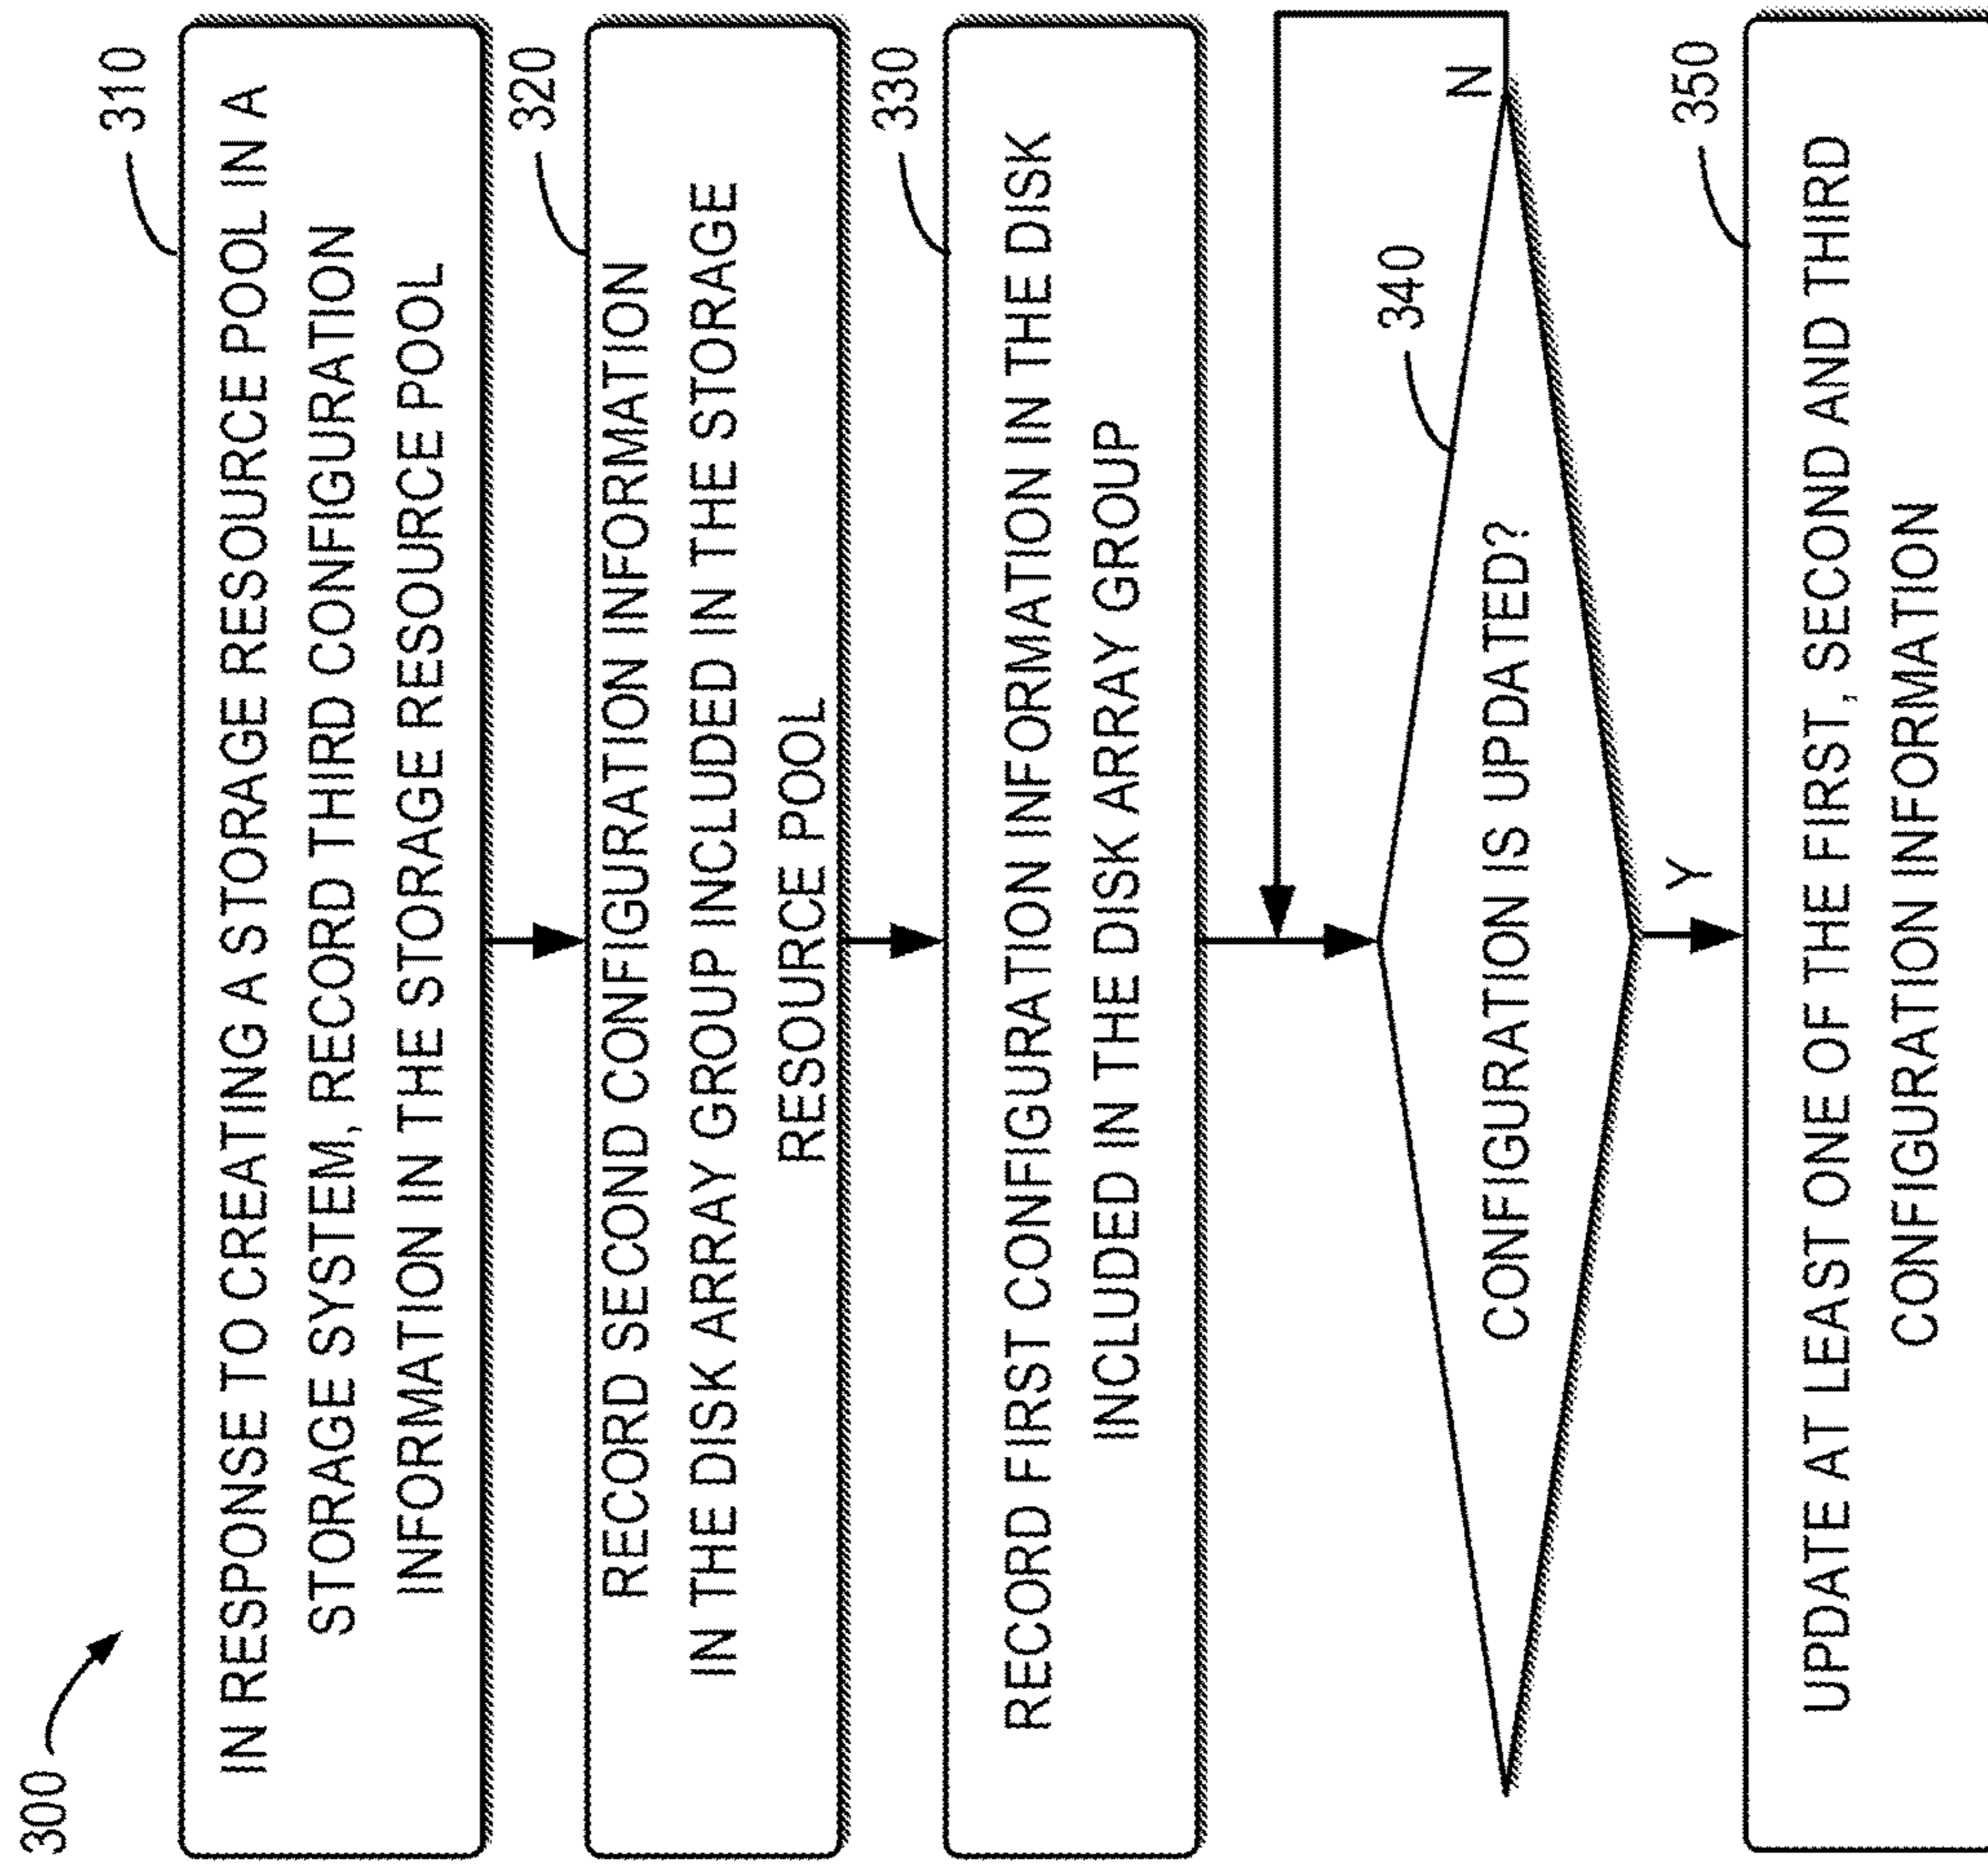 300
310
IN RESPONSE TO CREATING A STORAGE RESOURCE POOL IN A
STORAGE SYSTEM, RECORD THIRD CONFIGURATION
INFORMATION IN THE STORAGE RESOURCE POOL
320
RECORD SECOND CONFIGURATION INFORMATION
IN THE DISK ARRAY GROUP INCLUDED IN THE STORAGE
RESOURCE POOL
330
RECORD FIRST CONFIGURATION INFORMATION IN THE DISK
INCLUDED IN THE DISK ARRAY GROUP
340
CONFIGURATION IS UPDATED?
N
Y
350
UPDATE AT LEAST ONE OF THE FIRST, SECOND AND THIRD
CONFIGURATION INFORMATION